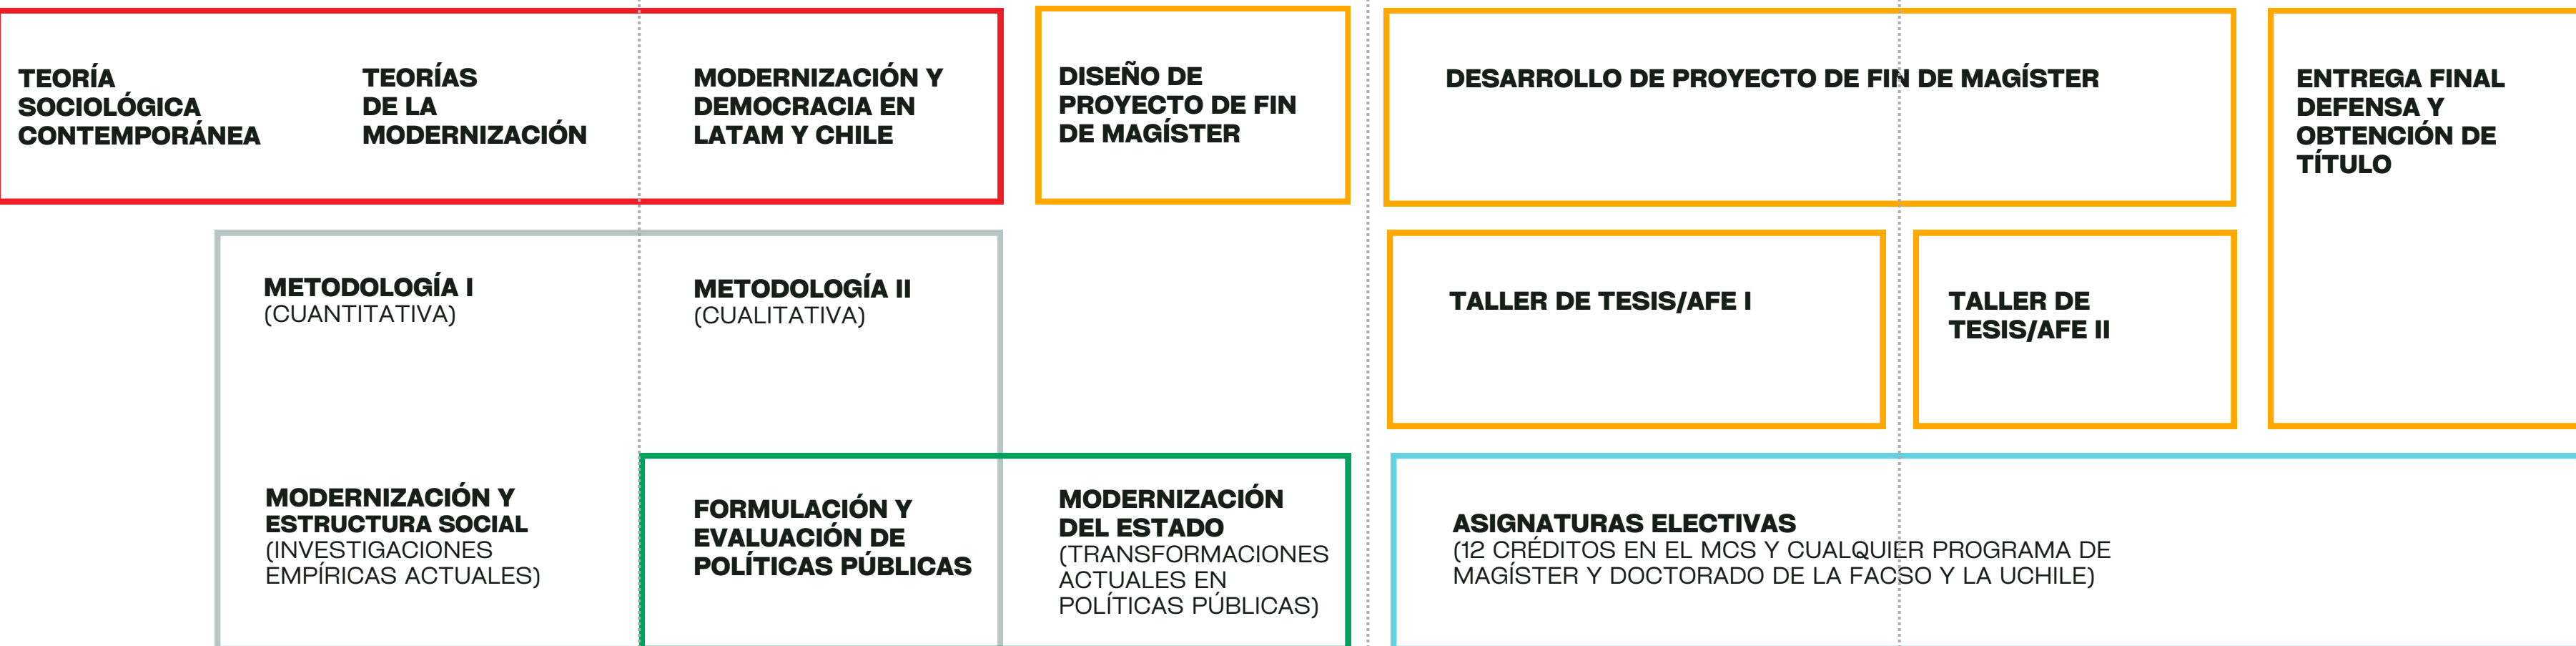 TEORÍA
SOCIOLÓGICA
CONTEMPORÁNEA
TEORÍAS
DE LA
MODERNIZACIÓN
MODERNIZACIÓN Y
DEMOCRACIA EN
LATAM Y CHILE
DISEÑO DE
PROYECTO DE FIN
DE MAGÍSTER
DESARROLLO DE PROYECTO DE FIN DE MAGÍSTER
ENTREGA FINAL
DEFENSA Y
OBTENCIÓN DE
TÍTULO
METODOLOGÍA I
(CUANTITATIVA)
METODOLOGÍA II
(CUALITATIVA)
TALLER DE TESIS/AFE I
TALLER DE
TESIS/AFE II
MODERNIZACIÓN Y
ESTRUCTURA SOCIAL
(INVESTIGACIONES
EMPÍRICAS ACTUALES)
FORMULACIÓN Y
EVALUACIÓN DE
POLÍTICAS PÚBLICAS
MODERNIZACIÓN
DEL ESTADO
(TRANSFORMACIONES
ACTUALES EN
POLÍTICAS PÚBLICAS)
ASIGNATURAS ELECTIVAS
(12 CRÉDITOS EN EL MCS Y CUALQUIER PROGRAMA DE
MAGÍSTER Y DOCTORADO DE LA FACSO Y LA UCHILE)